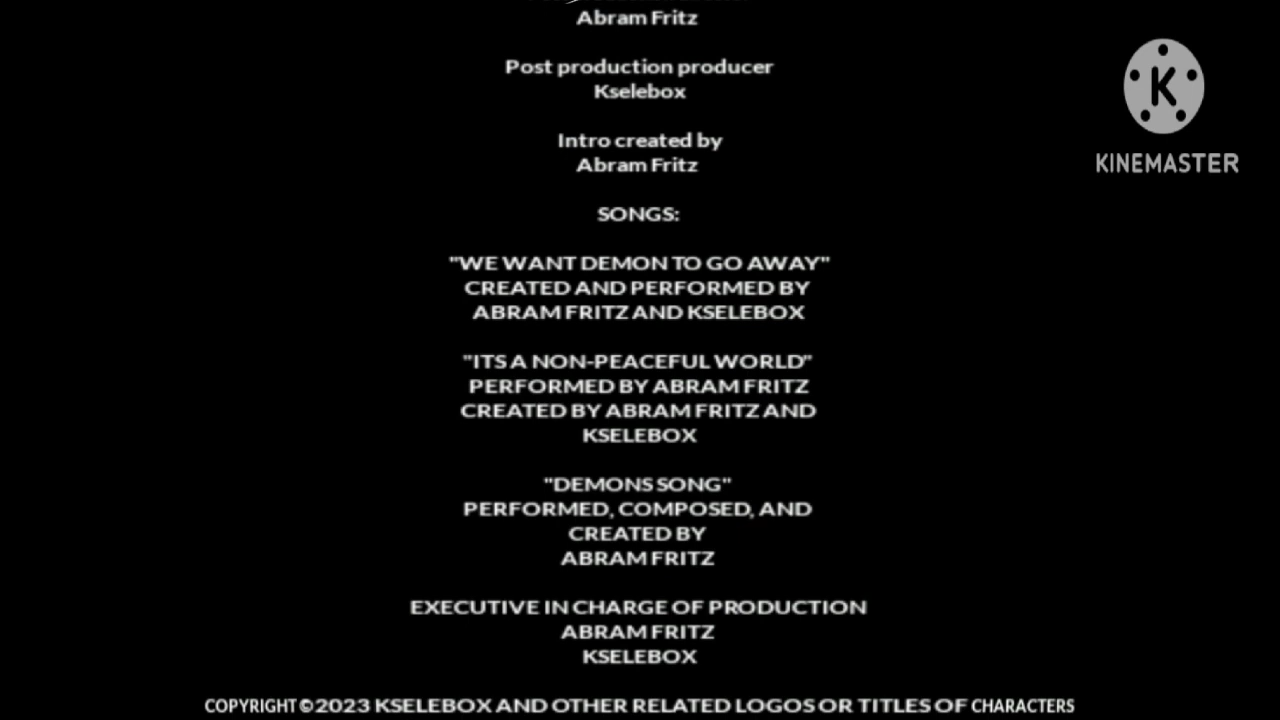 Abram Fritz
Post production producer
Kselebox
Intro created by
Abram Fritz
SONGS:
"WE WANT DEMON TO GO AWAY"
CREATED AND PERFORMED BY
ABRAM FRITZ AND KSELEBOX
"ITS A NON-PEACEFUL WORLD"
PERFORMED BY ABRAM FRITZ
CREATED BY ABRAM FRITZ AND
KSELEBOX
"DEMONS SONG"
PERFORMED, COMPOSED, AND
CREATED BY
ABRAM FRITZ
EXECUTIVE IN CHARGE OF PRODUCTION
ABRAM FRITZ
KSELEBOX
COPYRIGHT©2023 KSELEBOX AND OTHER RELATED LOGOS OR TITLES OF CHARACTERS
K
KINEMASTER